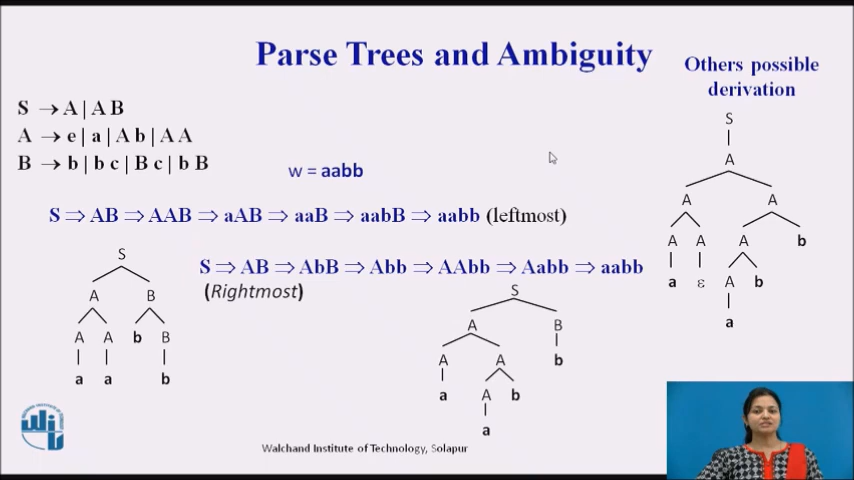 Parse Trees and Ambiguity
Others possible
derivation
S → A | A B
A → e | a | A b | A A
B → b | b c | B c | b B
w = aabb
S ⇒ AB ⇒ AAB ⇒ aAB ⇒ aaB ⇒ aabB ⇒ aabb (leftmost)
S ⇒ AB ⇒ AbB ⇒ Abb ⇒ AAbb ⇒ Aabb ⇒ aabb
(Rightmost)
S
A B
A A b B
a a b
S
A B
A A b
a A b
a
S
A
A A
A A A b
a ε A b
a
Walchand Institute of Technology, Solapur